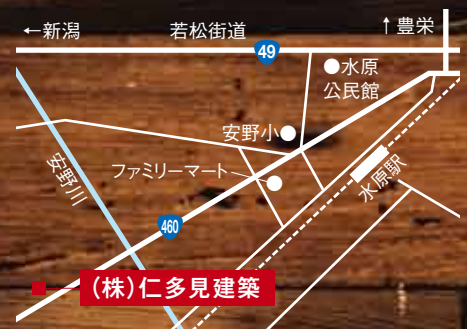 ←新潟
若松街道
↑豊栄
49
●水原
公民館
安野小●
ファミリーマート
安野川
水原駅
460
(株)仁多見建築